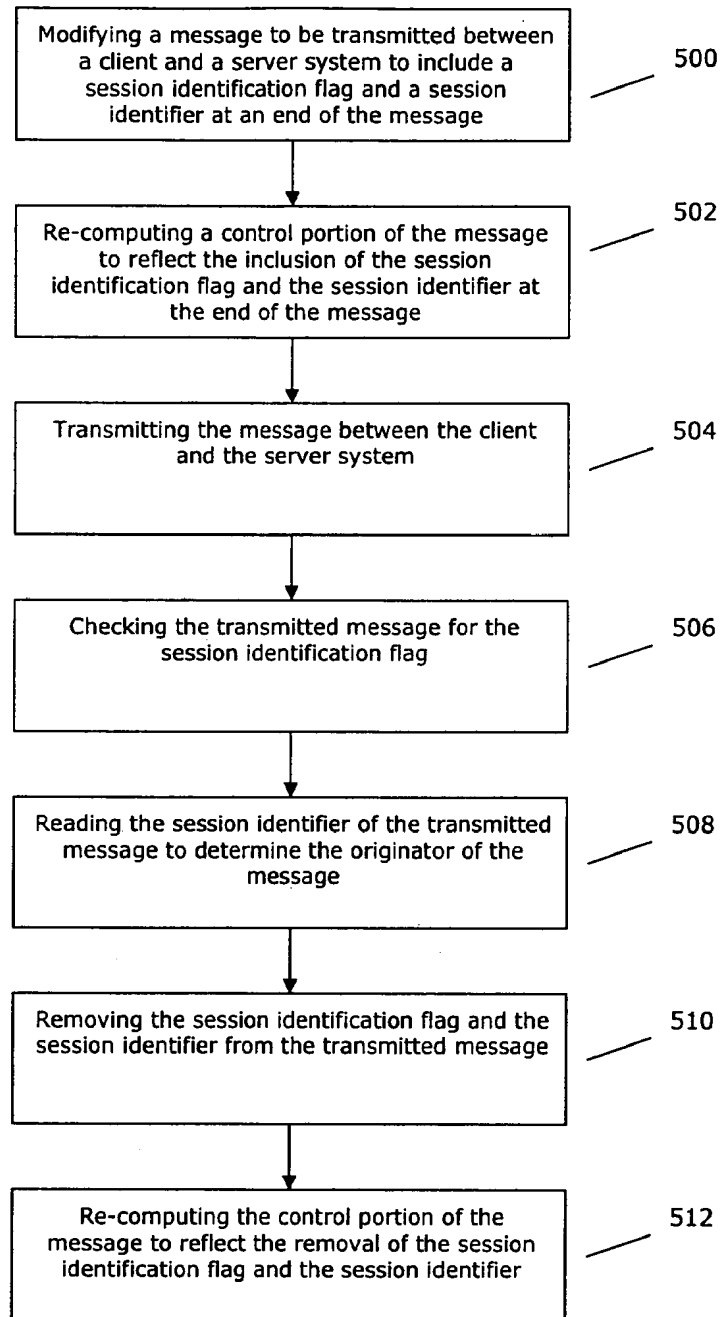 Modifying a message to be transmitted between
a client and a server system to include a
session identification flag and a session
identifier at an end of the message
500
Re-computing a control portion of the message
to reflect the inclusion of the session
identification flag and the session identifier at
the end of the message
502
Transmitting the message between the client
and the server system
504
Checking the transmitted message for the
session identification flag
506
Reading the session identifier of the transmitted
message to determine the originator of the
message
508
Removing the session identification flag and the
session identifier from the transmitted message
510
Re-computing the control portion of the
message to reflect the removal of the session
identification flag and the session identifier
512